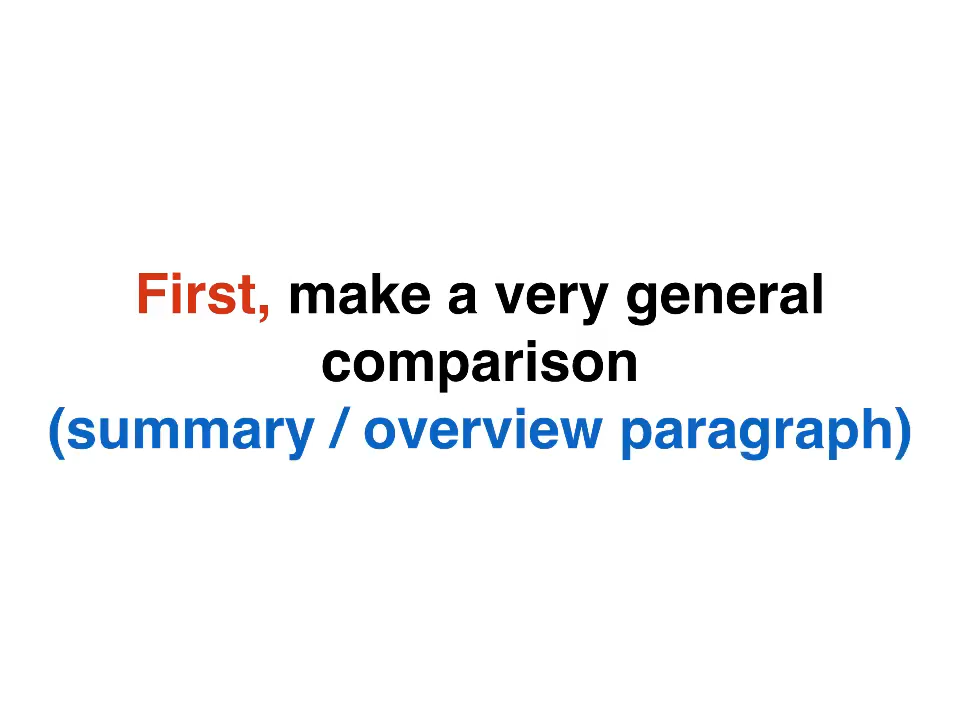 First, make a very general
comparison
(summary / overview paragraph)